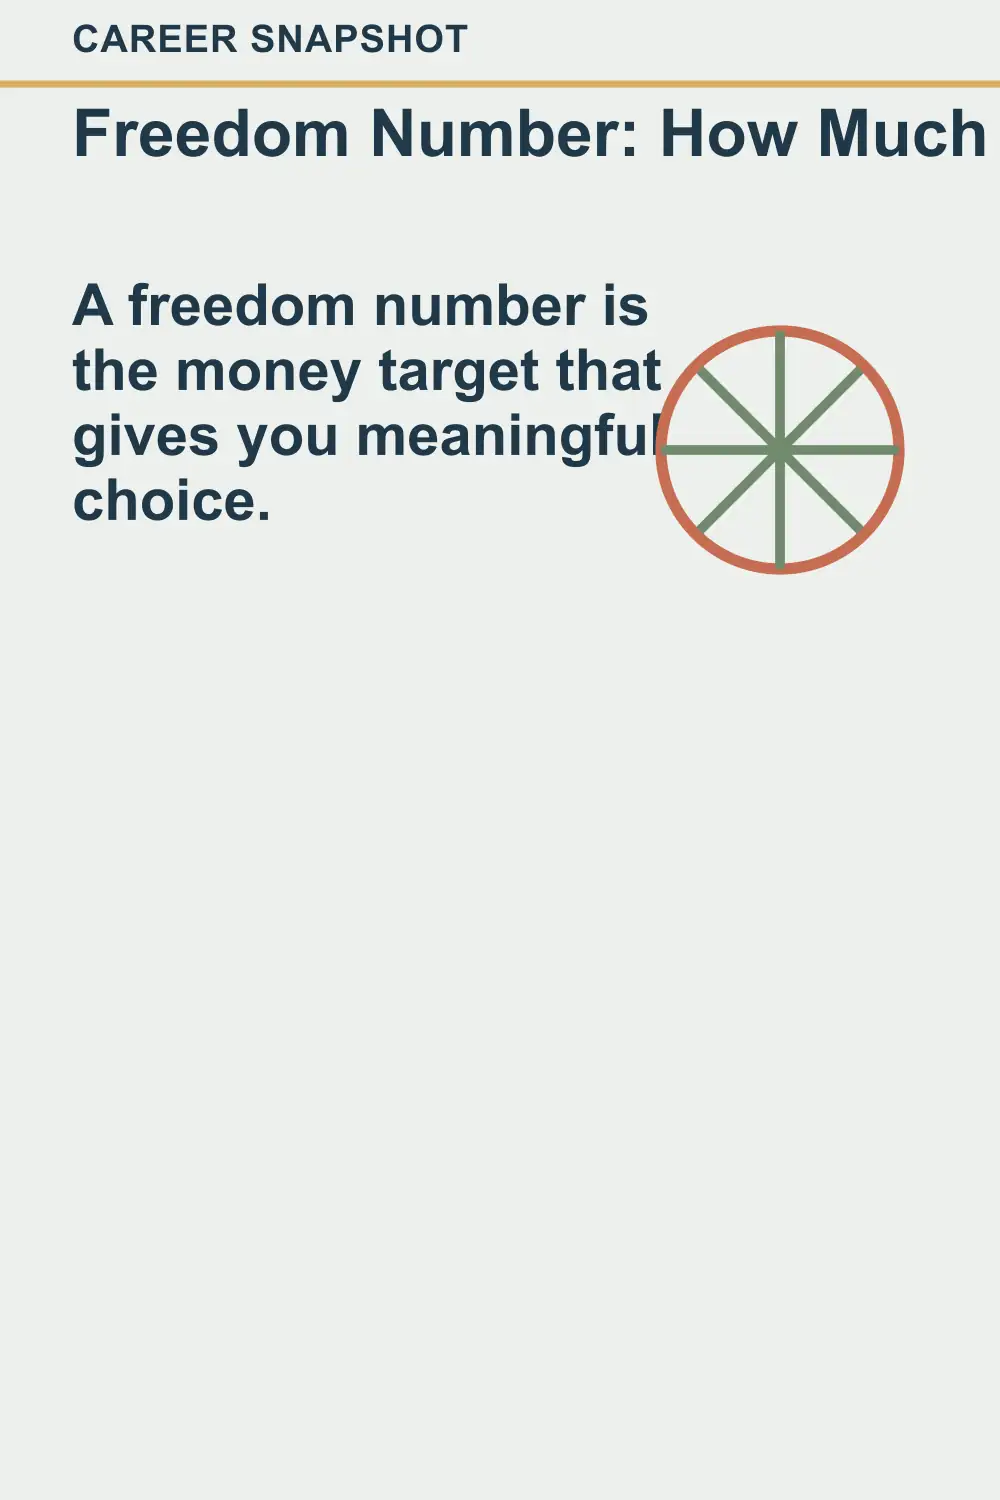 CAREER SNAPSHOT
Freedom Number: How Much
A freedom number is
the money target that
gives you meaningful
choice.